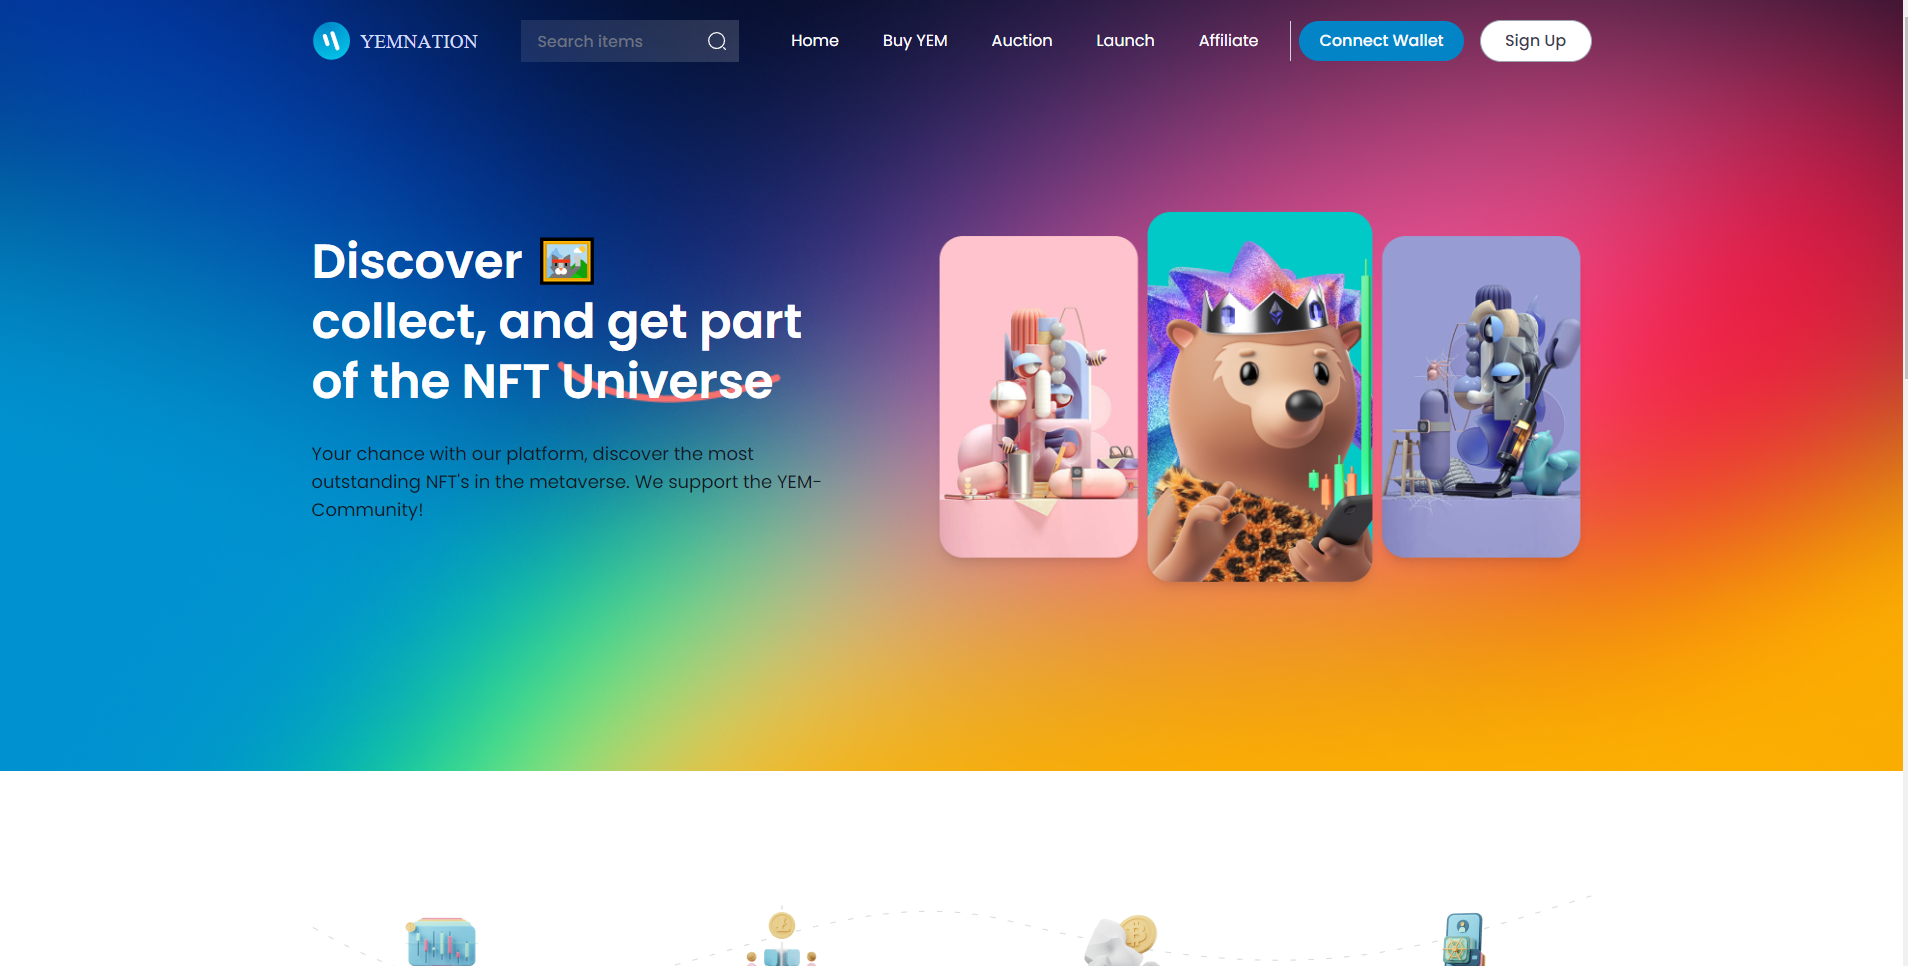 YEMNATION
Search items
Home
Buy YEM
Auction
Launch
Affiliate
Connect Wallet
Sign Up
Discover
collect, and get part
of the NFT Universe
Your chance with our platform, discover the most
outstanding NFT's in the metaverse. We support the YEM-
Community!